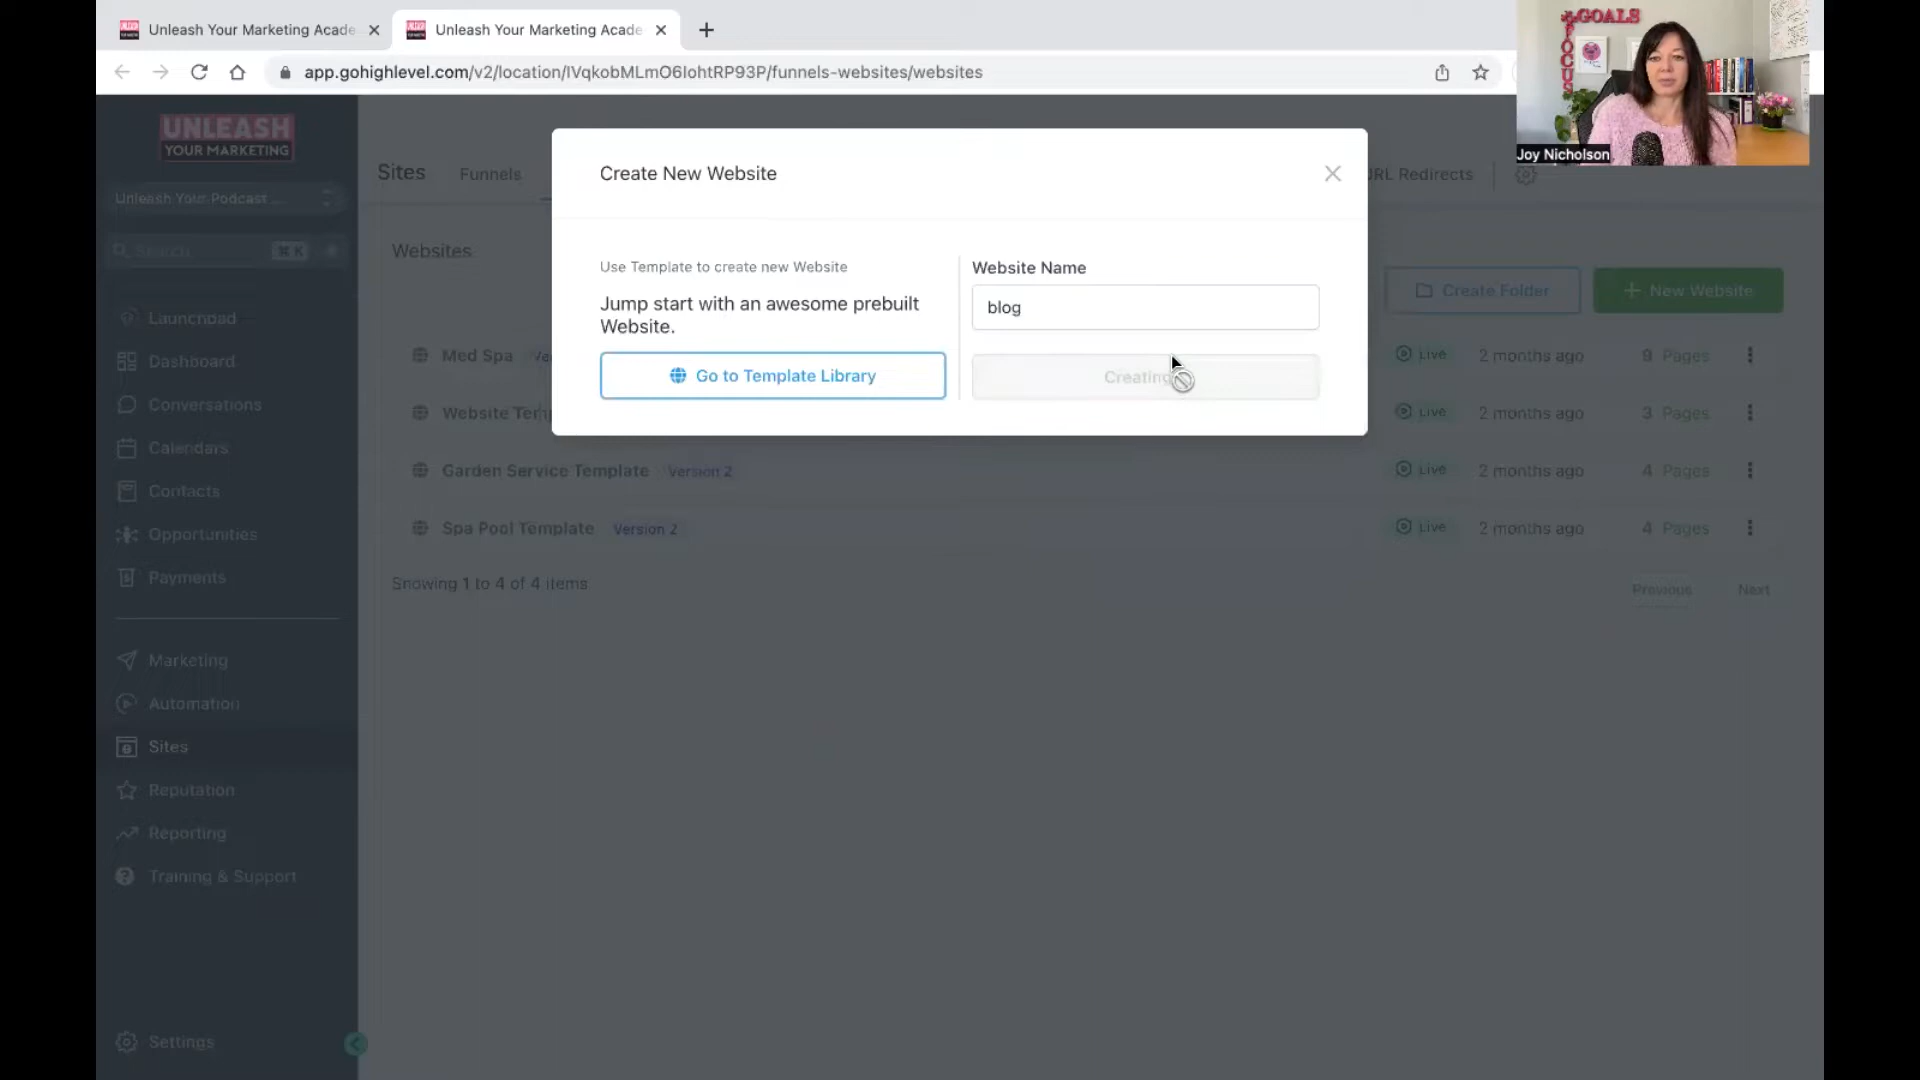 Unleash Your Marketing Acade
Unleash Your Marketing Acade
app.gohighlevel.com/v2/location/IVqkobMLmO6IohtRP93P/funnels-websites/websites
GOALS
FOCUS
Joy Nicholson
UNLEASH
YOUR MARKETING
Unleash Your Podcast ...
Search
⌘ K
Launchpad
Dashboard
Conversations
Calendars
Contacts
Opportunities
Payments
Marketing
Automation
Sites
Reputation
Reporting
Training & Support
Settings
Sites
Funnels
URL Redirects
Websites
Create Folder
+ New Website
Create New Website
Use Template to create new Website
Jump start with an awesome prebuilt
Website.
Go to Template Library
Website Name
blog
Creating
Med Spa Live 2 months ago 9 Pages
Website Live 2 months ago 3 Pages
Garden Service Template Version 2 Live 2 months ago 4 Pages
Spa Pool Template Version 2 Live 2 months ago 4 Pages
Showing 1 to 4 of 4 items
Previous
Next